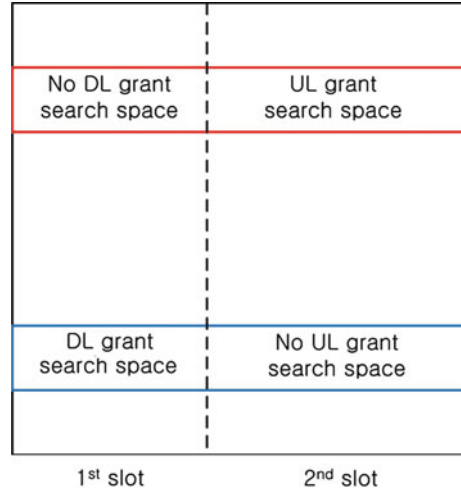 No DL grant
search space
UL grant
search space
DL grant
search space
No UL grant
search space
1st slot
2nd slot